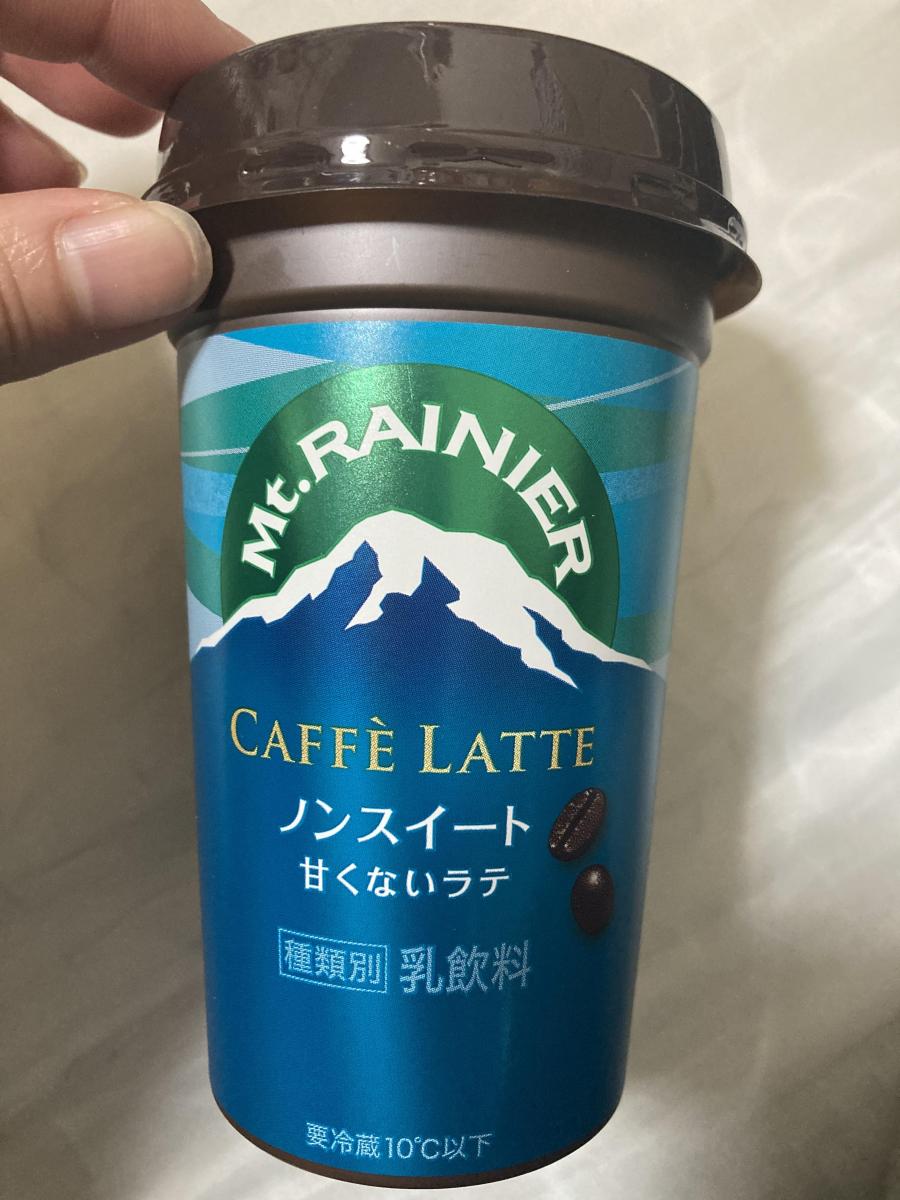 Mt. RAINIER
CAFFÈ LATTE
ノンスイート
甘くないラテ
種類別 乳飲料
要冷蔵10℃以下